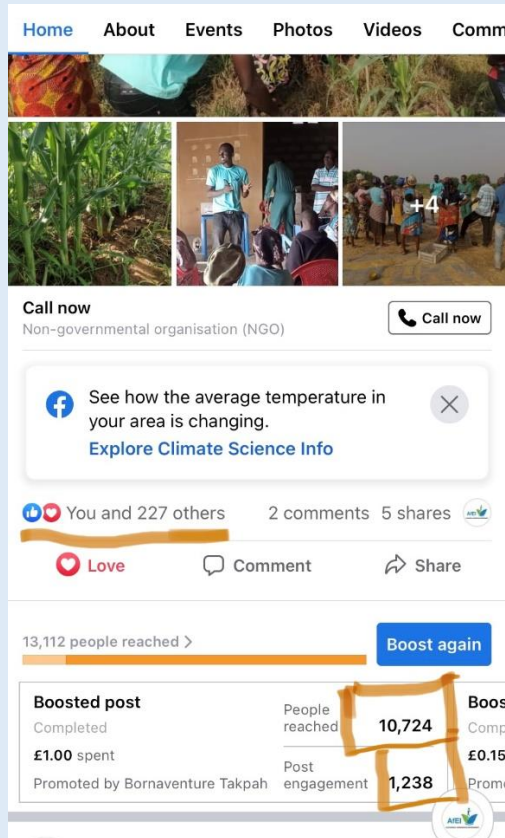 Home About Events Photos Videos Comm
+4
Call now
Non-governmental organisation (NGO)
Call now
See how the average temperature in
your area is changing.
Explore Climate Science Info
You and 227 others 2 comments 5 shares
Love Comment Share
13,112 people reached >
Boost again
Boosted post
Completed
£1.00 spent
Promoted by Bornaventure Takpah
People
reached
10,724
Post
engagement
1,238
Boos
Comp
£0.15
Prom
AfEI